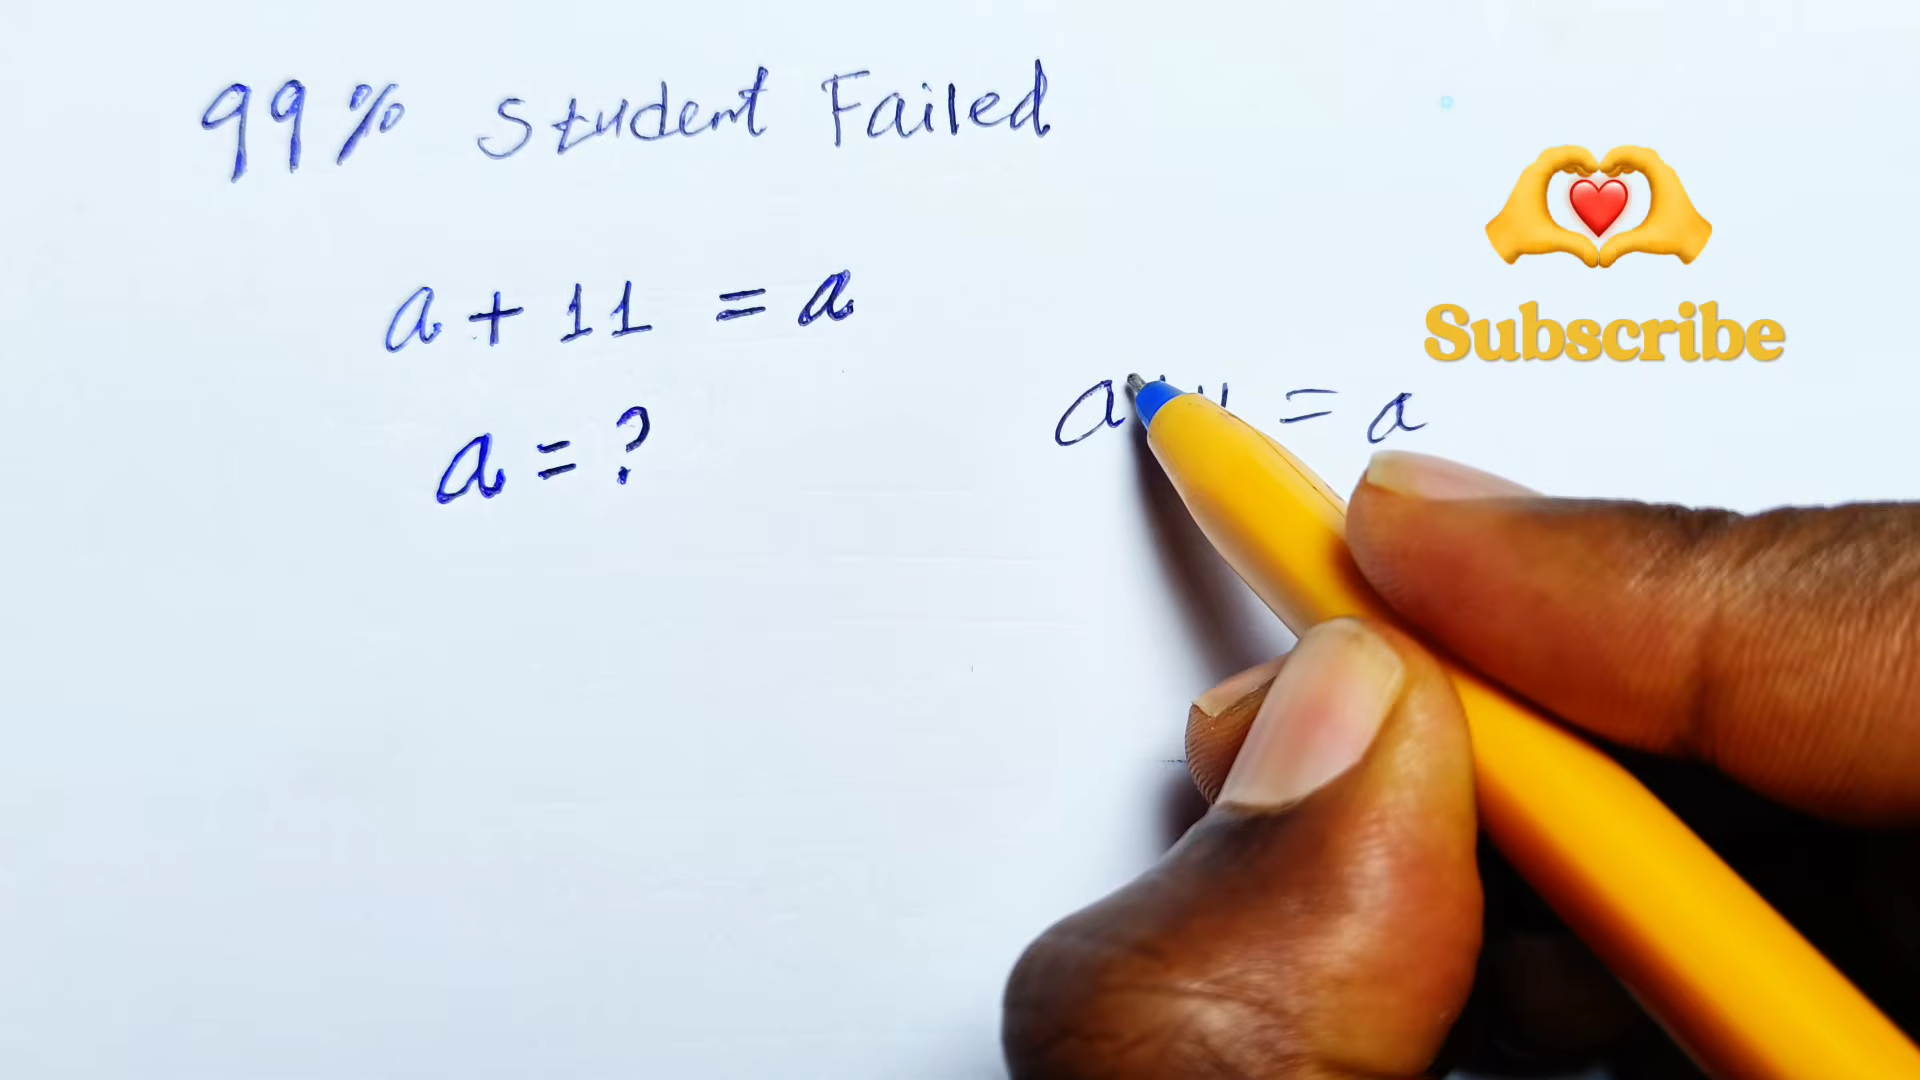 99% Student Failed
a + 11 = a
a = ?
a = a
Subscribe